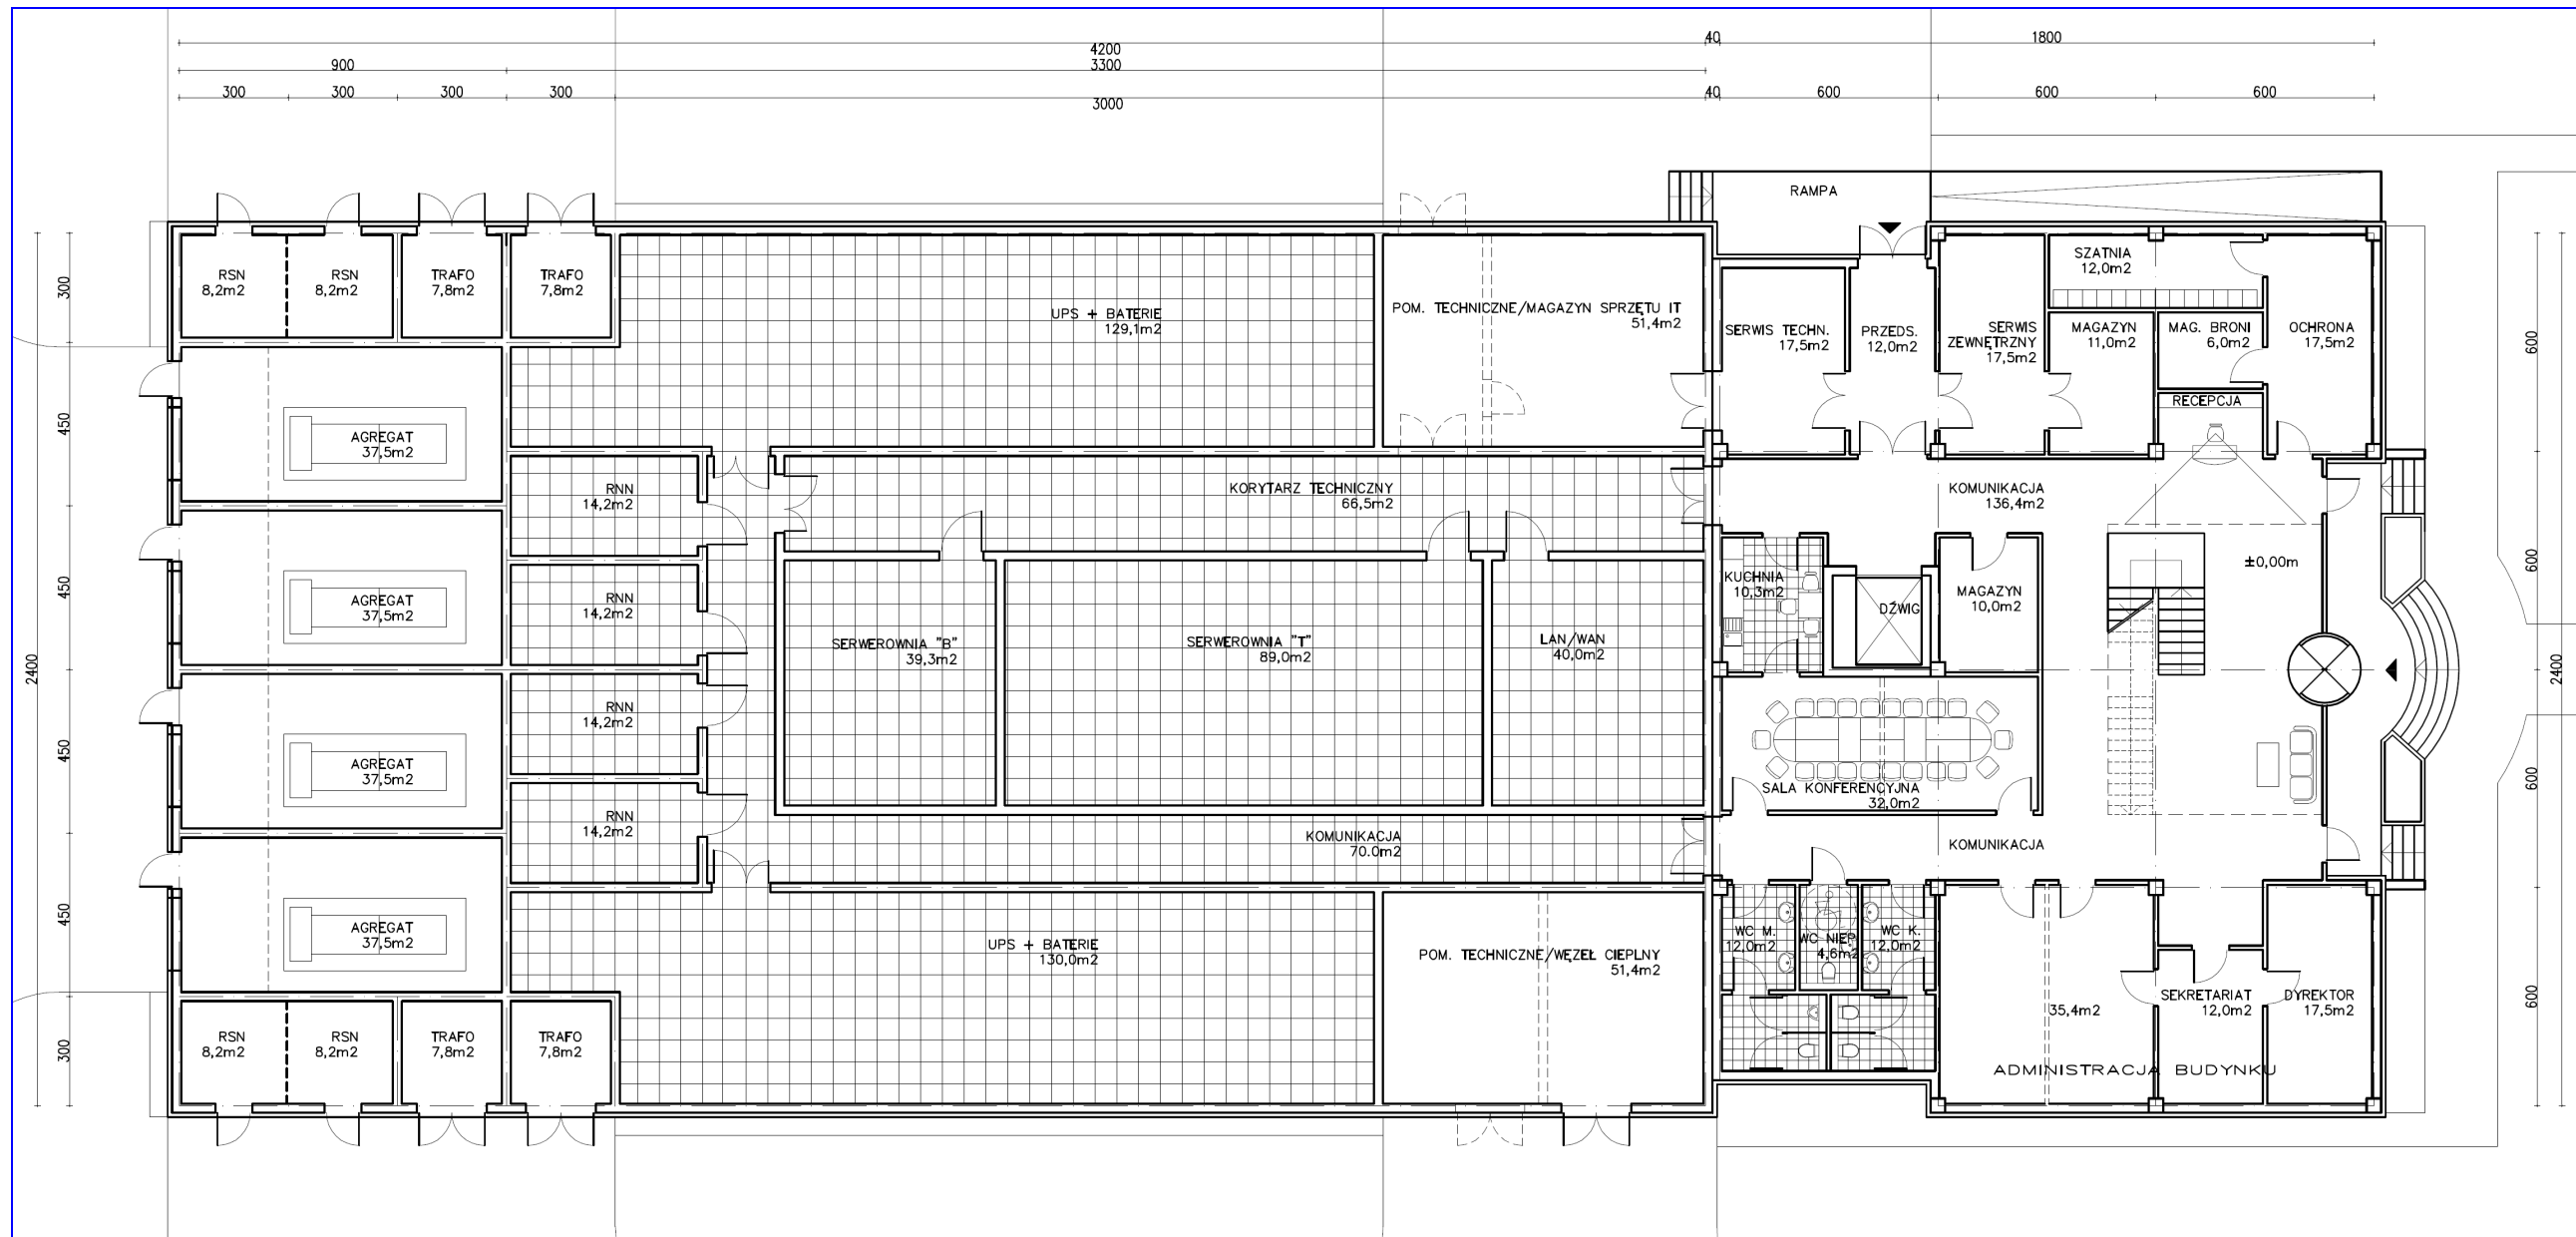 4200
40
1800
900
3300
300
300
300
300
3000
40
600
600
600
RAMPA
RSN
8,2m2
RSN
8,2m2
TRAFO
7,8m2
TRAFO
7,8m2
UPS + BATERIE
129,1m2
POM. TECHNICZNE/MAGAZYN SPRZĘTU IT
51,4m2
SERWIS TECHN.
17,5m2
PRZEDS.
12,0m2
SERWIS
ZEWNĘTRZNY
17,5m2
SZATNIA
12,0m2
MAGAZYN
11,0m2
MAG. BRONI
6,0m2
OCHRONA
17,5m2
RECEPCJA
300
450
450
450
450
300
2400
600
600
600
600
2400
AGREGAT
37,5m2
AGREGAT
37,5m2
AGREGAT
37,5m2
AGREGAT
37,5m2
RNN
14,2m2
RNN
14,2m2
RNN
14,2m2
RNN
14,2m2
KORYTARZ TECHNICZNY
66,5m2
KOMUNIKACJA
136,4m2
±0,00m
SERWEROWNIA "B"
39,3m2
SERWEROWNIA "T"
89,0m2
LAN/WAN
40,0m2
KUCHNIA
10,3m2
DŹWIG
MAGAZYN
10,0m2
SALA KONFERENCYJNA
32,0m2
KOMUNIKACJA
70.0m2
KOMUNIKACJA
UPS + BATERIE
130,0m2
POM. TECHNICZNE/WĘZEŁ CIEPLNY
51,4m2
WC M.
12,0m2
WC NIEP.
4,6m2
WC K.
12,0m2
35,4m2
SEKRETARIAT
12,0m2
DYREKTOR
17,5m2
ADMINISTRACJA BUDYNKU
RSN
8,2m2
RSN
8,2m2
TRAFO
7,8m2
TRAFO
7,8m2